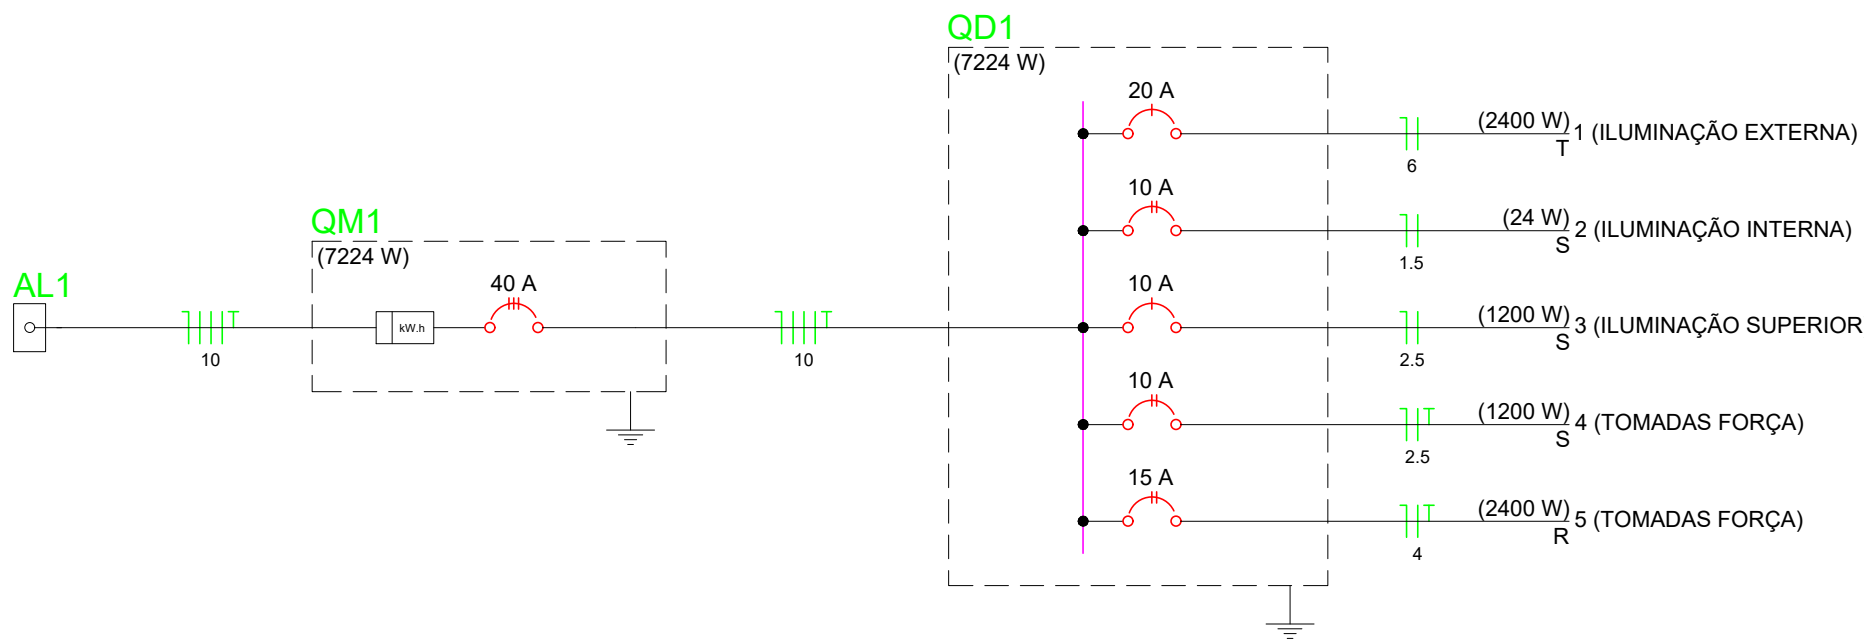 QD1
(7224 W)
20 A
(2400 W)
1 (ILUMINAÇÃO EXTERNA)
T
6
10 A
(24 W)
2 (ILUMINAÇÃO INTERNA)
S
1.5
QM1
(7224 W)
AL1
40 A
kW.h
10
10
10 A
(1200 W)
3 (ILUMINAÇÃO SUPERIOR
S
2.5
10 A
(1200 W)
4 (TOMADAS FORÇA)
S
2.5
15 A
(2400 W)
5 (TOMADAS FORÇA)
R
4